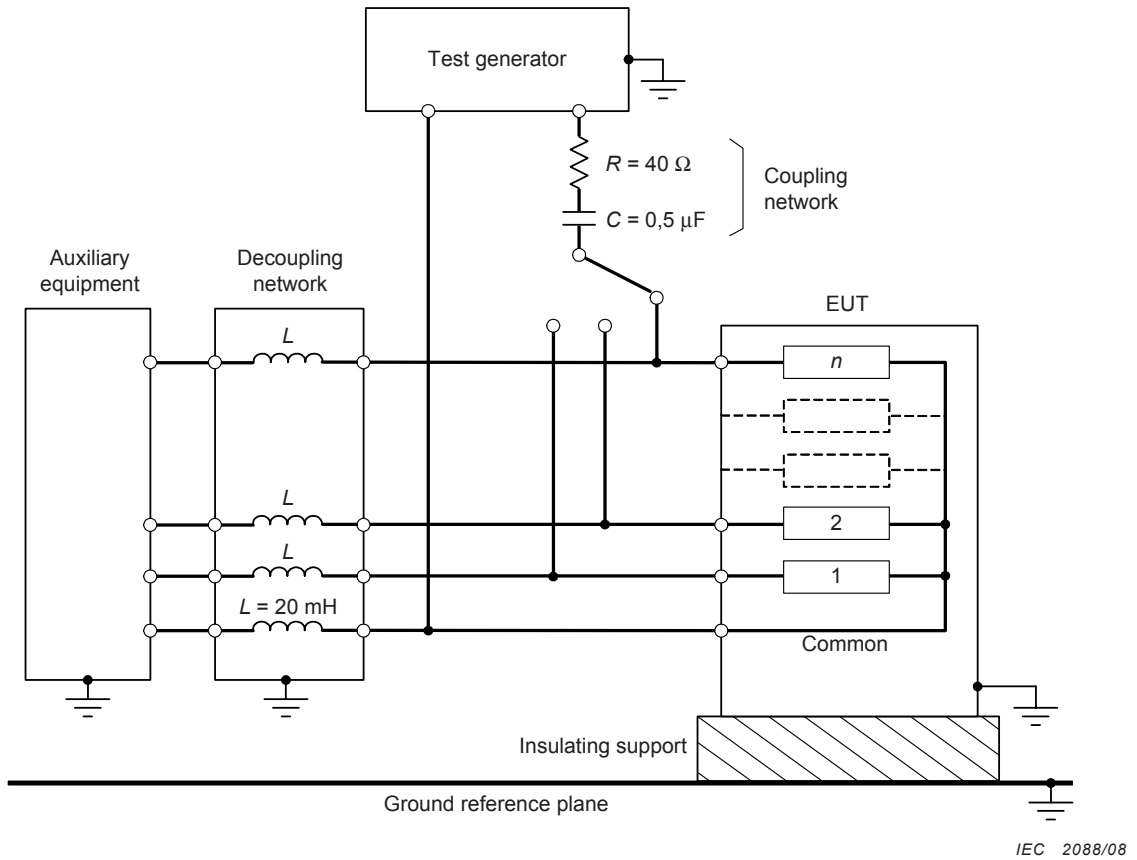 Test generator
R = 40 Ω
C = 0,5 μF
Coupling
network
Auxiliary
equipment
Decoupling
network
EUT
L
n
L
2
L
1
L = 20 mH
Common
Insulating support
Ground reference plane
IEC 2088/08